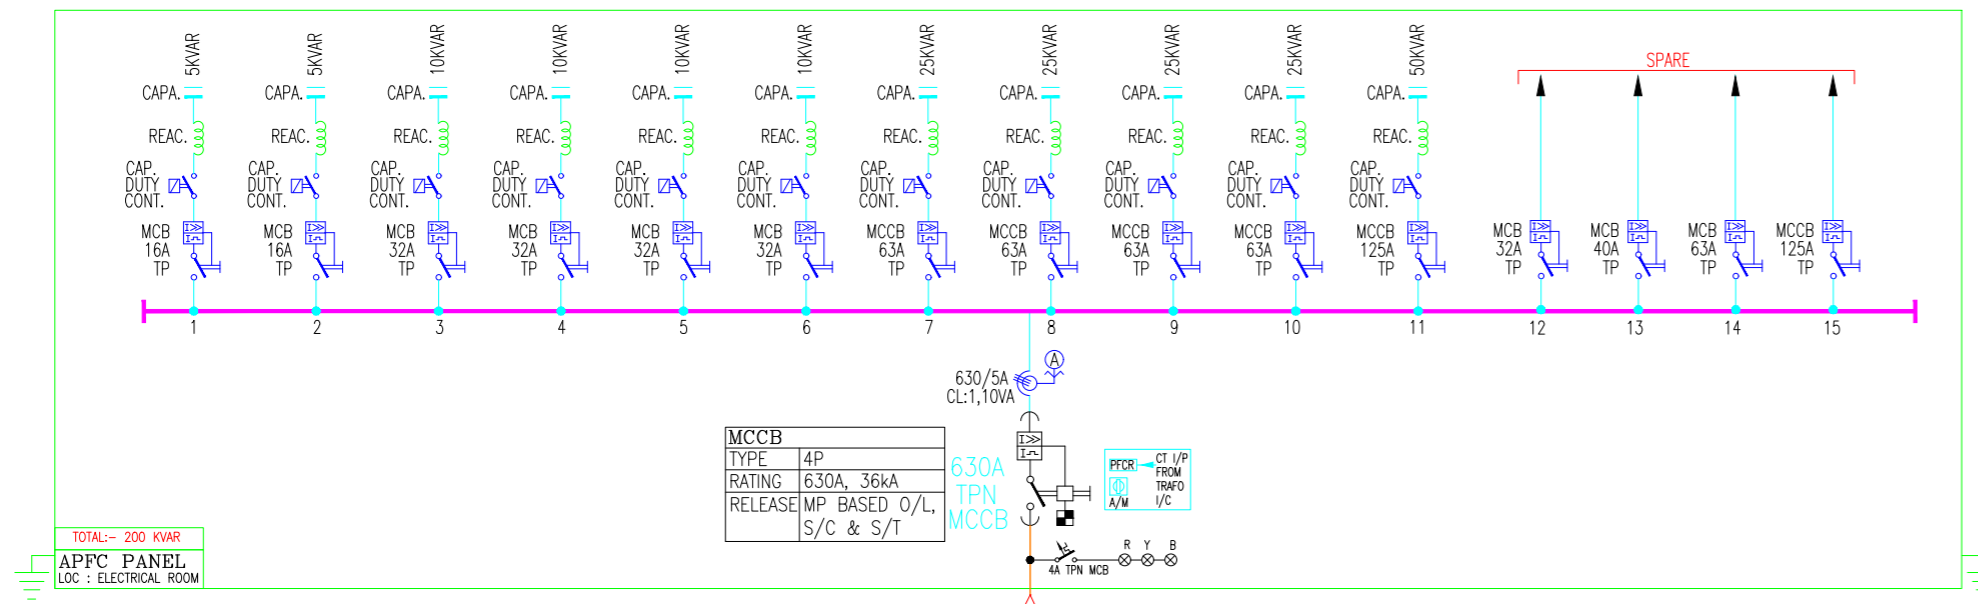 5KVAR
5KVAR
10KVAR
10KVAR
10KVAR
10KVAR
25KVAR
25KVAR
25KVAR
25KVAR
50KVAR
SPARE
CAPA.
CAPA.
CAPA.
CAPA.
CAPA.
CAPA.
CAPA.
CAPA.
CAPA.
CAPA.
CAPA.
REAC.
REAC.
REAC.
REAC.
REAC.
REAC.
REAC.
REAC.
REAC.
REAC.
REAC.
CAP.
DUTY
CONT.
CAP.
DUTY
CONT.
CAP.
DUTY
CONT.
CAP.
DUTY
CONT.
CAP.
DUTY
CONT.
CAP.
DUTY
CONT.
CAP.
DUTY
CONT.
CAP.
DUTY
CONT.
CAP.
DUTY
CONT.
CAP.
DUTY
CONT.
CAP.
DUTY
CONT.
MCB
16A
TP
MCB
16A
TP
MCB
32A
TP
MCB
32A
TP
MCB
32A
TP
MCB
32A
TP
MCCB
63A
TP
MCCB
63A
TP
MCCB
63A
TP
MCCB
63A
TP
MCCB
125A
TP
MCB
32A
TP
MCB
40A
TP
MCB
63A
TP
MCCB
125A
TP
1
2
3
4
5
6
7
8
9
10
11
12
13
14
15
A
630/5A
CL:1,10VA
MCCB
TYPE 4P
RATING 630A, 36kA
RELEASE MP BASED O/L,
S/C & S/T
630A
TPN
MCCB
PFCR
A/M
CT I/P
FROM
TRAFO
I/C
R Y B
4A TPN MCB
TOTAL:- 200 KVAR
APFC PANEL
LOC : ELECTRICAL ROOM